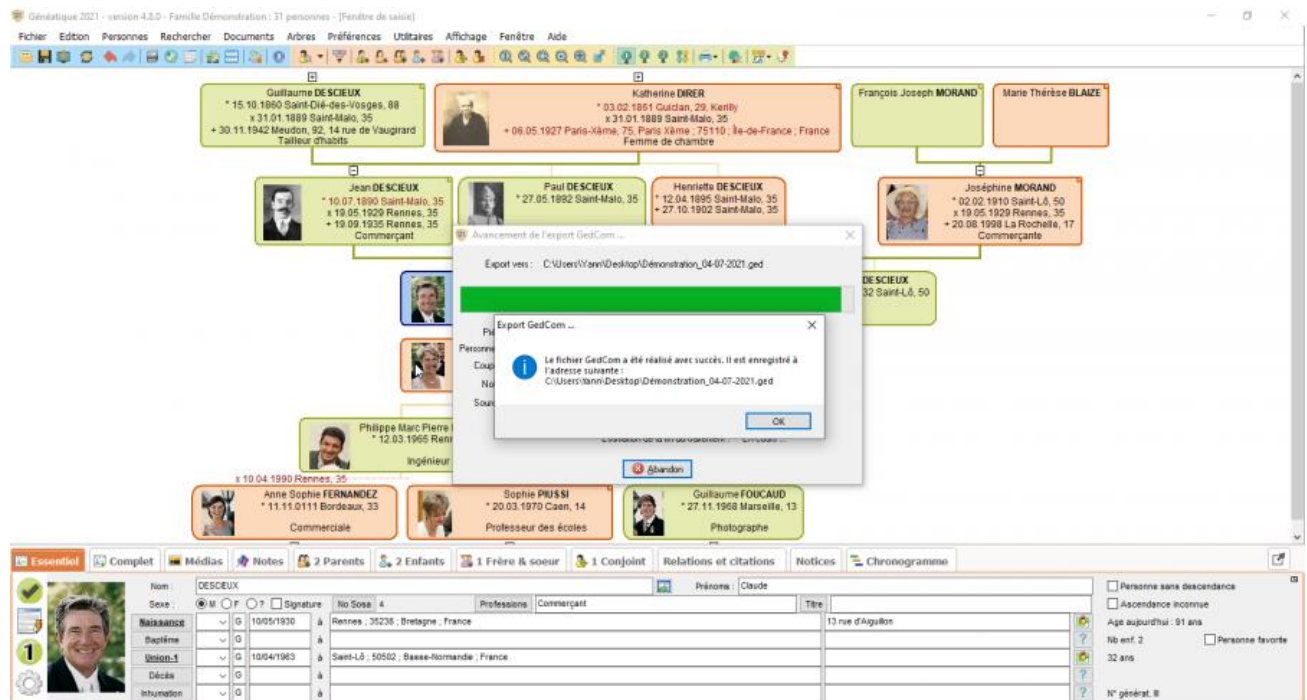 Généatique 2021 - version 4.8.0 - Famille Démonstration : 31 personnes - [Fenêtre de saisie]
Fichier Edition Personnes Rechercher Documents Arbres Préférences Utilitaires Affichage Fenêtre Aide
Guillaume DESCIEUX
* 15.10.1860 Saint-Dié-des-Vosges, 88
x 31.01.1889 Saint-Malo, 35
+ 30.11.1942 Meudon, 92, 14 rue de Vaugirard
Tailleur d'habits
Katherine DIRER
* 03.02.1861 Guiclan, 29, Kerilly
x 31.01.1889 Saint-Malo, 35
+ 06.05.1927 Paris-Xème, 75, Paris Xème ; 75110 ; Île-de-France ; France
Femme de chambre
François Joseph MORAND
Marie Thérèse BLAIZE
Jean DESCIEUX
* 10.07.1890 Saint-Malo, 35
x 19.05.1929 Rennes, 35
+ 19.09.1935 Rennes, 35
Commerçant
Paul DESCIEUX
* 27.05.1892 Saint-Malo, 35
Henriette DESCIEUX
* 12.04.1895 Saint-Malo, 35
+ 27.10.1902 Saint-Malo, 35
Joséphine MORAND
* 02.02.1910 Saint-Lô, 50
x 19.05.1929 Rennes, 35
+ 20.08.1998 La Rochelle, 17
Commerçante
Avancement de l'export GedCom ...
Export vers : C:\Users\Yann\Desktop\Démonstration_04-07-2021.ged
DESCIEUX
32 Saint-Lô, 50
Export GedCom ...
Personne
Coup
No
Sourc
Le fichier GedCom a été réalisé avec succès. Il est enregistré à
l'adresse suivante :
C:\Users\Yann\Desktop\Démonstration_04-07-2021.ged
OK
Abandon
Philippe Marc Pierre
* 12.03.1965 Renn
Ingénieur
x 10.04.1990 Rennes, 35
Anne Sophie FERNANDEZ
* 11.11.0111 Bordeaux, 33
Commerciale
Sophie PIUSSI
* 20.03.1970 Caen, 14
Professeur des écoles
Guillaume FOUCAUD
* 27.11.1968 Marseille, 13
Photographe
Essentiel Complet Médias Notes 2 Parents 2 Enfants 1 Frère & soeur 1 Conjoint Relations et citations Notices Chronogramme
Nom : DESCIEUX Prénoms : Claude
Sexe : M F ? Signature No Sosa 4 Professions Commerçant Titre
Naissance G 10/05/1930 à Rennes ; 35238 ; Bretagne ; France 13 rue d'Aiguillon
Baptême G à ?
Union-1 G 10/04/1963 à Saint-Lô ; 50502 ; Basse-Normandie ; France
Décès G à ?
Inhumation G à ?
1
Personne sans descendance
Ascendance inconnue
Age aujourd'hui : 91 ans
Nb enf. 2 Personne favorite
32 ans
N° générat. III